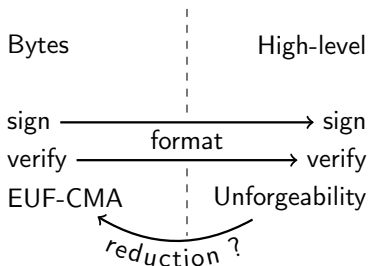 Bytes High-level
sign sign
format
verify verify
EUF-CMA Unforgeability
reduction ?